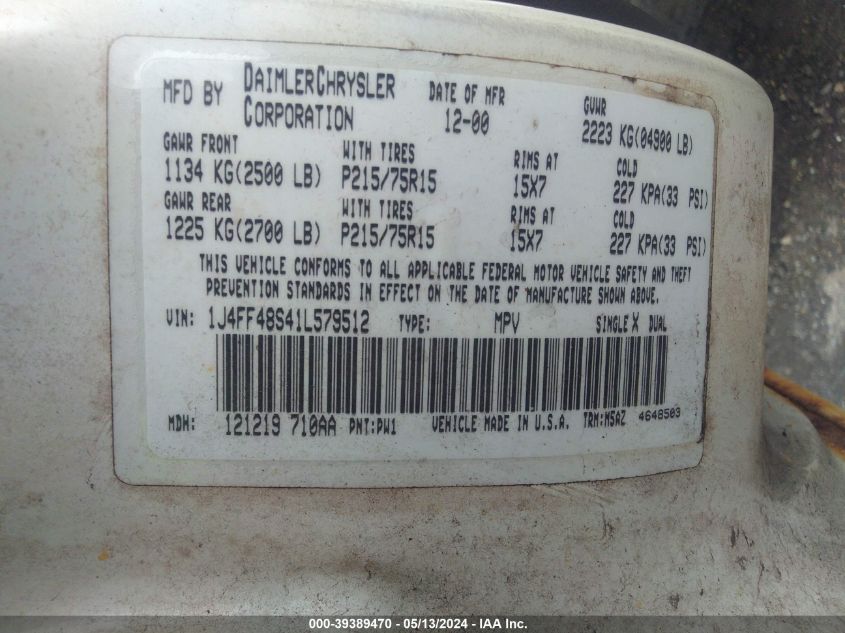 MFD BY DAIMLERCHRYSLER CORPORATION DATE OF MFR 12-00 GVWR 2223 KG(04900 LB)
GAWR FRONT WITH TIRES RIMS AT COLD
1134 KG(2500 LB) P215/75R15 15X7 227 KPA(33 PSI)
GAWR REAR WITH TIRES RIMS AT COLD
1225 KG(2700 LB) P215/75R15 15X7 227 KPA(33 PSI)
THIS VEHICLE CONFORMS TO ALL APPLICABLE FEDERAL MOTOR VEHICLE SAFETY AND THEFT
PREVENTION STANDARDS IN EFFECT ON THE DATE OF MANUFACTURE SHOWN ABOVE.
VIN: 1J4FF48S41L579512 TYPE: MPV SINGLE X DUAL
MDH: 121219 710AA PNT:PW1 VEHICLE MADE IN U.S.A. TRM:M5AZ 4648503
000-39389470 - 05/13/2024 - IAA Inc.